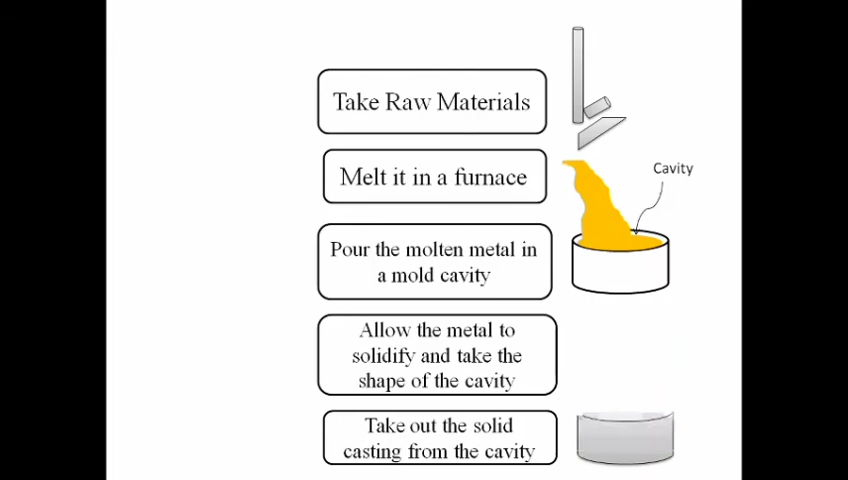 Take Raw Materials
Melt it in a furnace
Cavity
Pour the molten metal in
a mold cavity
Allow the metal to
solidify and take the
shape of the cavity
Take out the solid
casting from the cavity